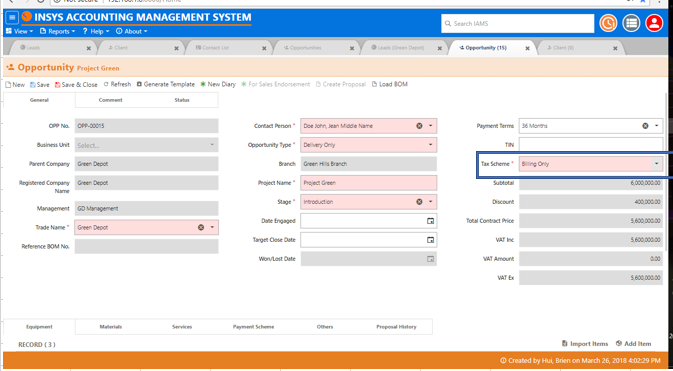 Not secure
INSYS ACCOUNTING MANAGEMENT SYSTEM
Search IAMS
View Reports Help About
Leads Client Contact List Opportunities Leads (Green Depot) Opportunity (15) Client (8)
Opportunity Project Green
New Save Save & Close Refresh Generate Template New Diary For Sales Endorsement Create Proposal Load BOM
General Comment Status
OPP No. OPP-00015 Contact Person * Doe John, Jean Middle Name Payment Terms 36 Months
Business Unit Select... Opportunity Type * Delivery Only TIN
Parent Company Green Depot Branch Green Hills Branch Tax Scheme * Billing Only
Registered Company Name Green Depot Project Name * Project Green Subtotal 6,000,000.00
Management GD Management Stage * Introduction Discount 400,000.00
Trade Name * Green Depot Date Engaged Total Contract Price 5,600,000.00
Reference BOM No. Target Close Date VAT Inc 5,600,000.00
Won/Lost Date VAT Amount 0.00
VAT Ex 5,600,000.00
Equipment Materials Services Payment Scheme Others Proposal History
RECORD ( 3 ) Import Items Add Item
Created by Hui, Brien on March 26, 2018 4:02:29 PM